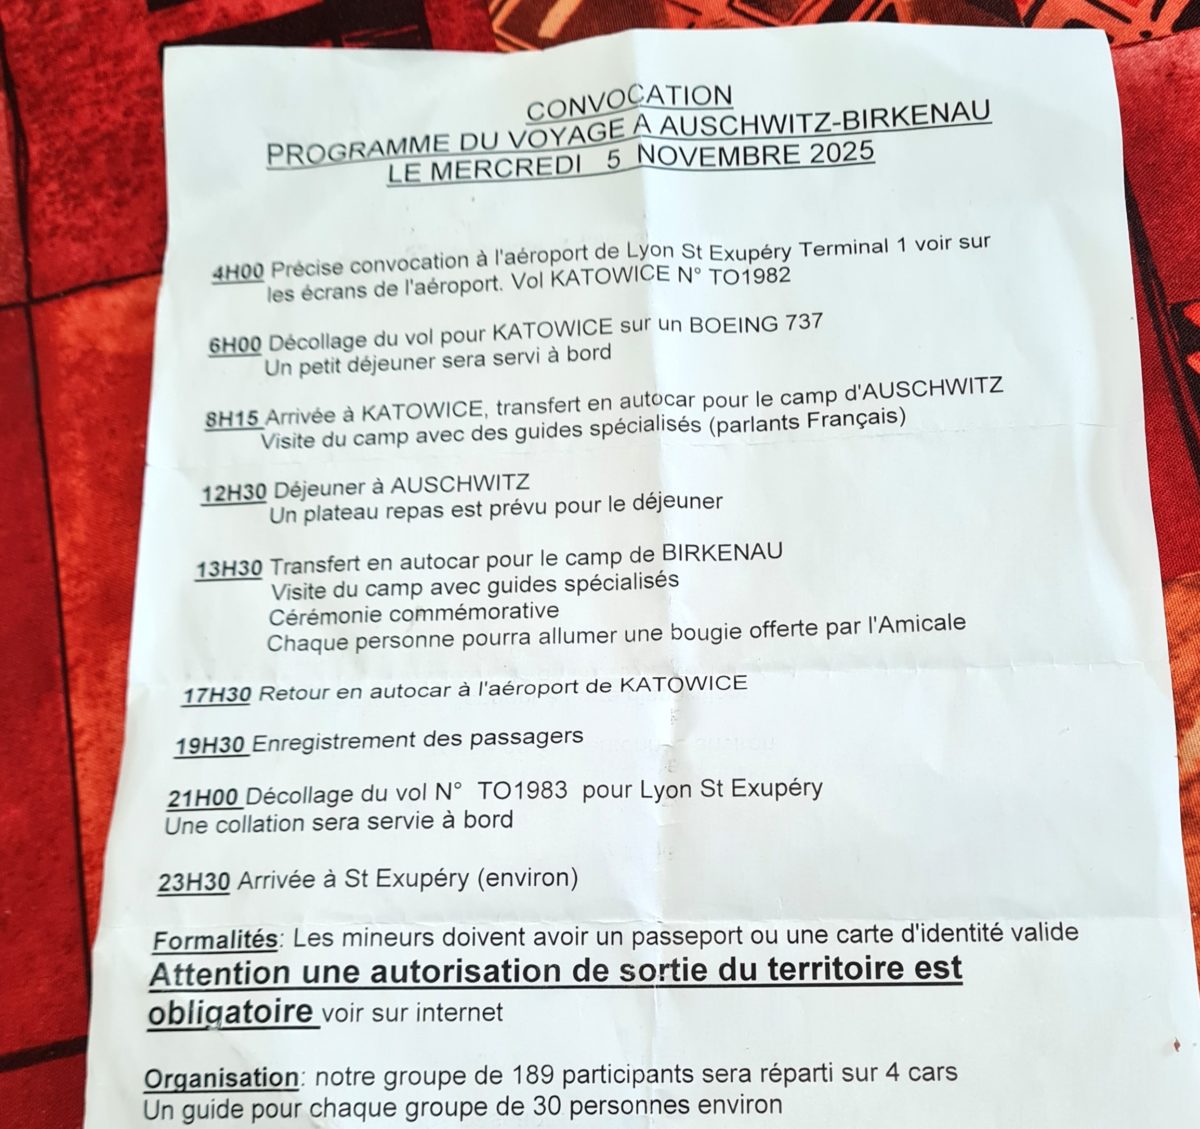 CONVOCATION
PROGRAMME DU VOYAGE A AUSCHWITZ-BIRKENAU
LE MERCREDI 5 NOVEMBRE 2025
4H00 Précise convocation à l'aéroport de Lyon St Exupéry Terminal 1 voir sur
les écrans de l'aéroport. Vol KATOWICE N° TO1982
6H00 Décollage du vol pour KATOWICE sur un BOEING 737
Un petit déjeuner sera servi à bord
8H15 Arrivée à KATOWICE, transfert en autocar pour le camp d'AUSCHWITZ
Visite du camp avec des guides spécialisés (parlants Français)
12H30 Déjeuner à AUSCHWITZ
Un plateau repas est prévu pour le déjeuner
13H30 Transfert en autocar pour le camp de BIRKENAU
Visite du camp avec guides spécialisés
Cérémonie commémorative
Chaque personne pourra allumer une bougie offerte par l'Amicale
17H30 Retour en autocar à l'aéroport de KATOWICE
19H30 Enregistrement des passagers
21H00 Décollage du vol N° TO1983 pour Lyon St Exupéry
Une collation sera servie à bord
23H30 Arrivée à St Exupéry (environ)
Formalités: Les mineurs doivent avoir un passeport ou une carte d'identité valide
Attention une autorisation de sortie du territoire est
obligatoire voir sur internet
Organisation: notre groupe de 189 participants sera réparti sur 4 cars
Un guide pour chaque groupe de 30 personnes environ